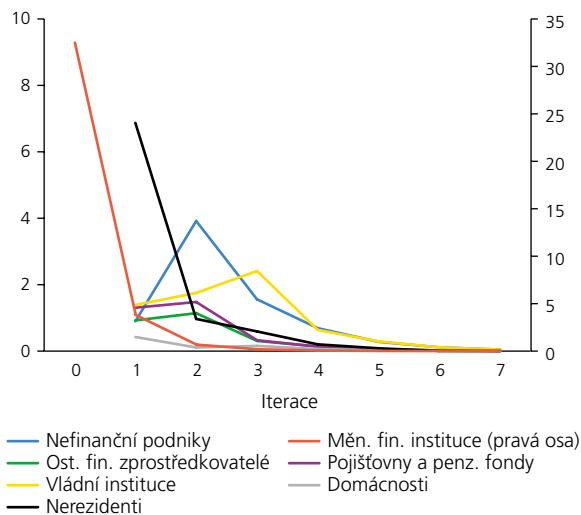 10
8
6
4
2
0
35
30
25
20
15
10
5
0
0 1 2 3 4 5 6 7
Iterace
Nefinanční podniky
Měn. fin. instituce (pravá osa)
Ost. fin. zprostředkovatelé
Pojišťovny a penz. fondy
Vládní instituce
Domácnosti
Nerezidenti